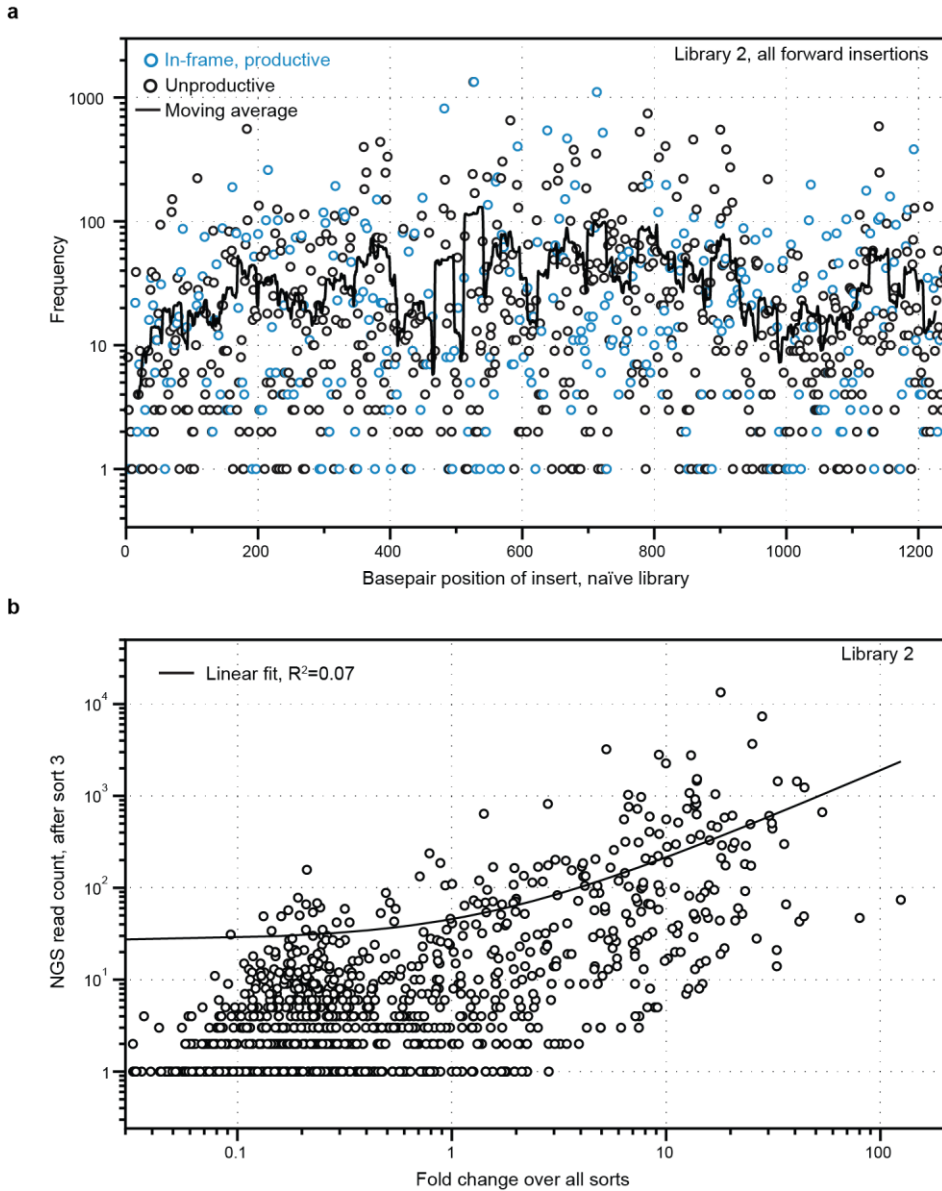 a
In-frame, productive
Unproductive
Moving average
Library 2, all forward insertions
1000
100
10
1
Frequency
0 200 400 600 800 1000 1200
Basepair position of insert, naïve library
b
Linear fit, R²=0.07
Library 2
10⁴
10³
10²
10¹
1
NGS read count, after sort 3
0.1 1 10 100
Fold change over all sorts